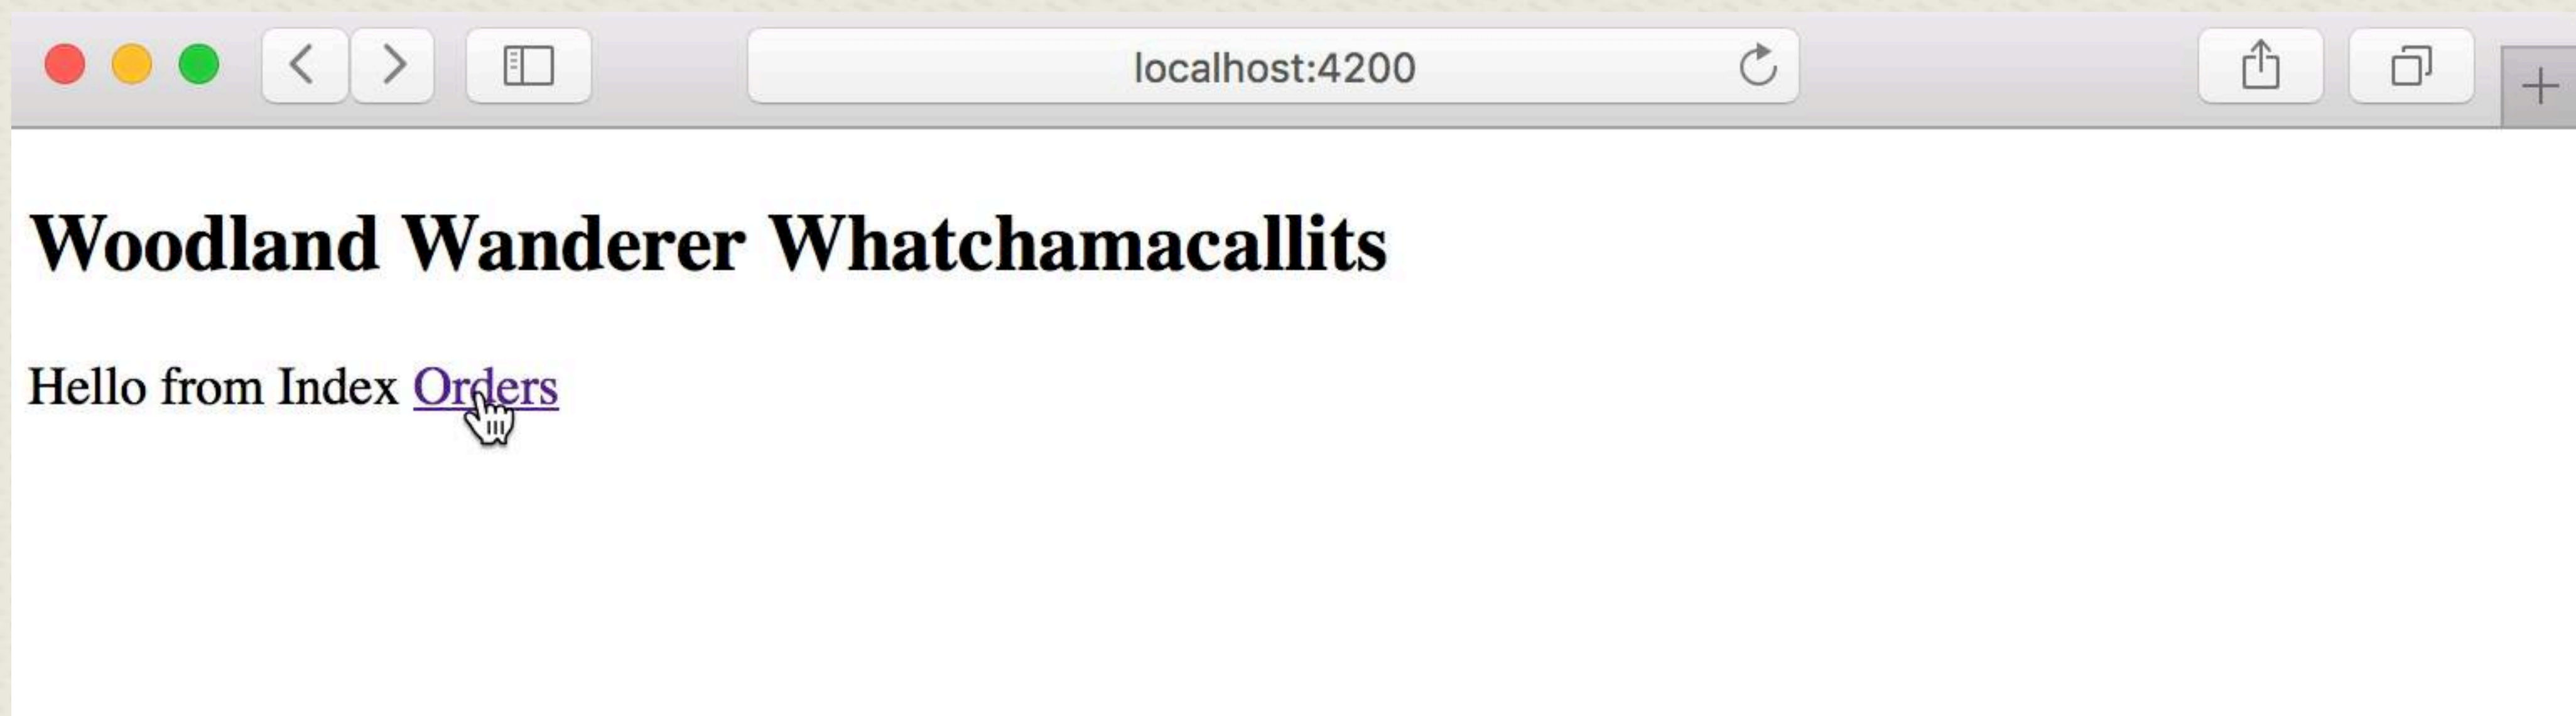 localhost:4200
Woodland Wanderer Whatchamacallits
Hello from Index Orders